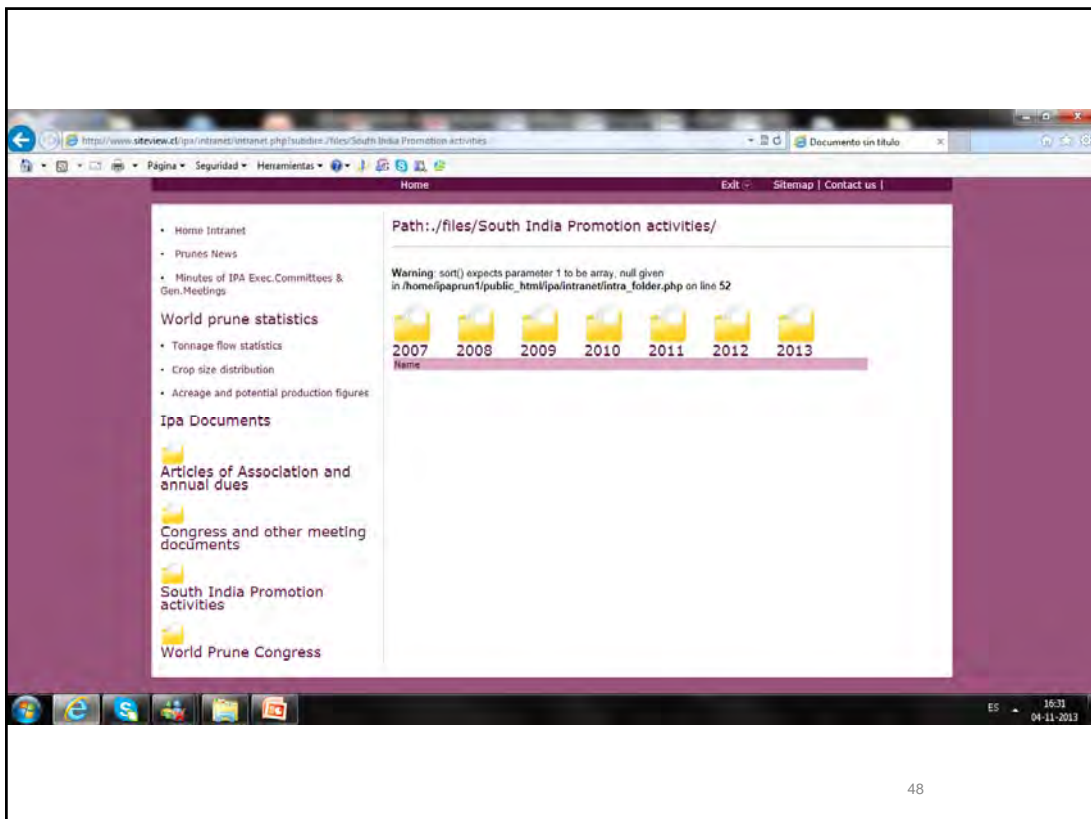 http://www.siteview.cl/ipa/intranet/intranet.php?subdire=./files/South India Promotion activities
Documento sin título
Página Seguridad Herramientas
Home Exit Sitemap | Contact us |
• Home Intranet
• Prunes News
• Minutes of IPA Exec.Committees &
Gen.Meetings
World prune statistics
• Tonnage flow statistics
• Crop size distribution
• Acreage and potential production figures
Ipa Documents
Articles of Association and
annual dues
Congress and other meeting
documents
South India Promotion
activities
World Prune Congress
Path:./files/South India Promotion activities/
Warning: sort() expects parameter 1 to be array, null given
in /home/ipaprun1/public_html/ipa/intranet/intra_folder.php on line 52
2007 2008 2009 2010 2011 2012 2013
Name
ES 16:31
04-11-2013
48